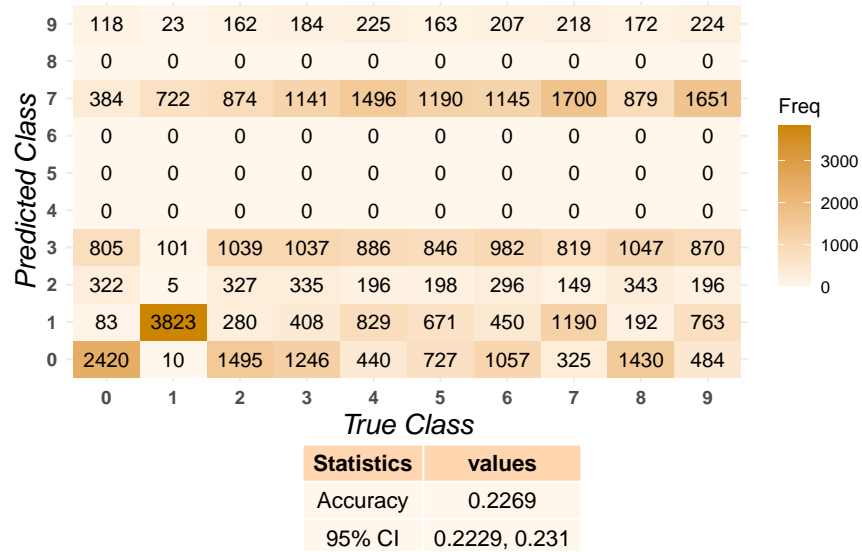 9 118 23 162 184 225 163 207 218 172 224
8 0 0 0 0 0 0 0 0 0 0
7 384 722 874 1141 1496 1190 1145 1700 879 1651
6 0 0 0 0 0 0 0 0 0 0
5 0 0 0 0 0 0 0 0 0 0
4 0 0 0 0 0 0 0 0 0 0
3 805 101 1039 1037 886 846 982 819 1047 870
2 322 5 327 335 196 198 296 149 343 196
1 83 3823 280 408 829 671 450 1190 192 763
0 2420 10 1495 1246 440 727 1057 325 1430 484
0 1 2 3 4 5 6 7 8 9
Predicted Class
True Class
Freq
3000
2000
1000
0
Statistics values
Accuracy 0.2269
95% CI 0.2229, 0.231